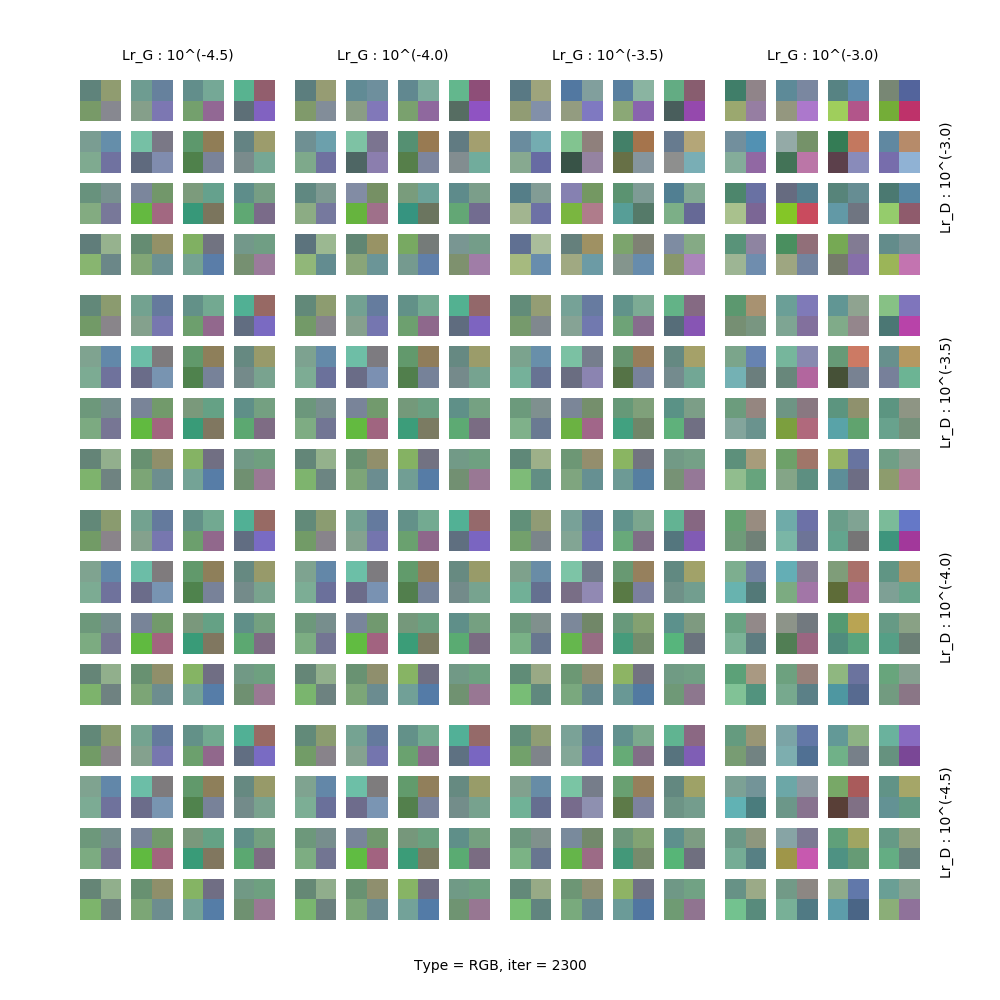 Lr_G : 10^(-4.5)
Lr_G : 10^(-4.0)
Lr_G : 10^(-3.5)
Lr_G : 10^(-3.0)
Lr_D : 10^(-3.0)
Lr_D : 10^(-3.5)
Lr_D : 10^(-4.0)
Lr_D : 10^(-4.5)
Type = RGB, iter = 2300